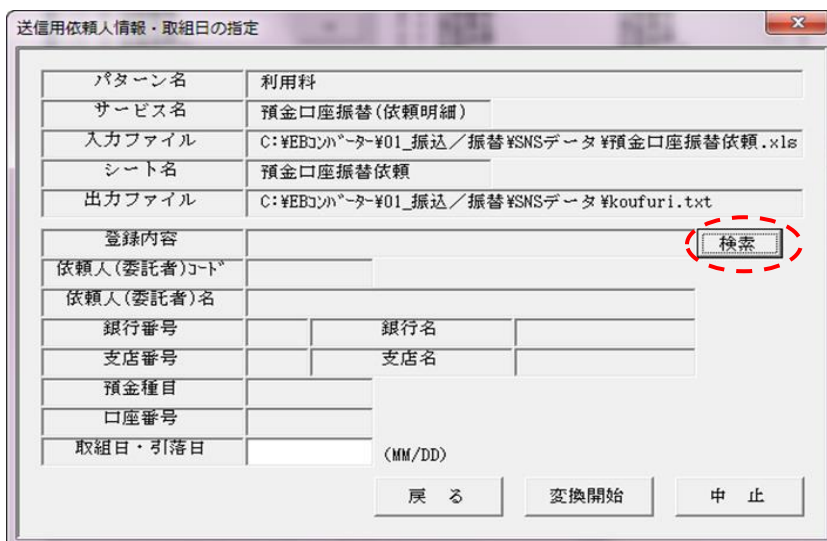 送信用依頼人情報・取組日の指定
パターン名 利用料
サービス名 預金口座振替(依頼明細)
入力ファイル C:¥EBｺﾝﾊﾞｰﾀｰ¥01_振込／振替¥SNSデータ¥預金口座振替依頼.xls
シート名 預金口座振替依頼
出力ファイル C:¥EBｺﾝﾊﾞｰﾀｰ¥01_振込／振替¥SNSデータ¥koufuri.txt
登録内容 検索
依頼人(委託者)ｺｰﾄﾞ
依頼人(委託者)名
銀行番号 銀行名
支店番号 支店名
預金種目
口座番号
取組日・引落日 (MM/DD)
戻 る 変換開始 中 止